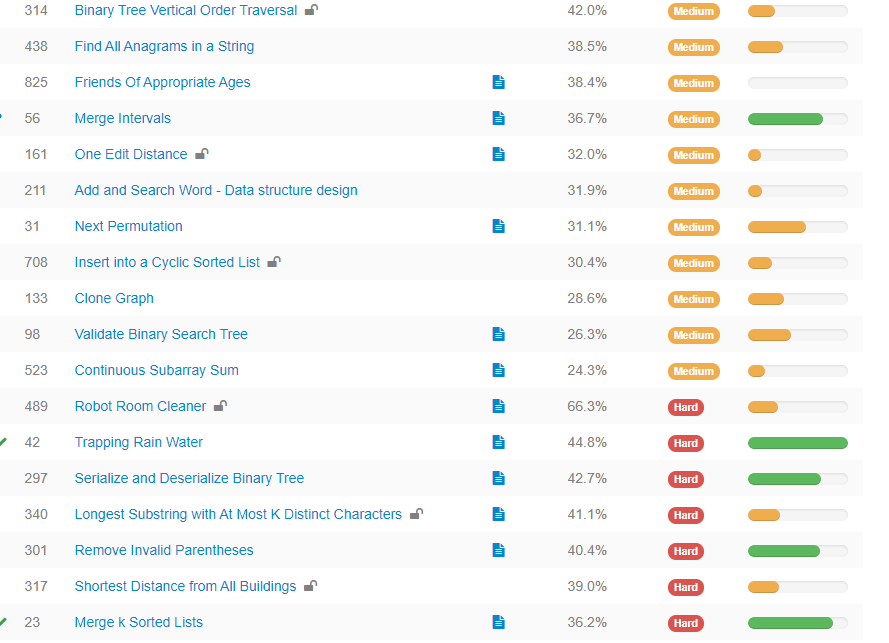 314 Binary Tree Vertical Order Traversal 42.0% Medium
438 Find All Anagrams in a String 38.5% Medium
825 Friends Of Appropriate Ages 38.4% Medium
56 Merge Intervals 36.7% Medium
161 One Edit Distance 32.0% Medium
211 Add and Search Word - Data structure design 31.9% Medium
31 Next Permutation 31.1% Medium
708 Insert into a Cyclic Sorted List 30.4% Medium
133 Clone Graph 28.6% Medium
98 Validate Binary Search Tree 26.3% Medium
523 Continuous Subarray Sum 24.3% Medium
489 Robot Room Cleaner 66.3% Hard
42 Trapping Rain Water 44.8% Hard
297 Serialize and Deserialize Binary Tree 42.7% Hard
340 Longest Substring with At Most K Distinct Characters 41.1% Hard
301 Remove Invalid Parentheses 40.4% Hard
317 Shortest Distance from All Buildings 39.0% Hard
23 Merge k Sorted Lists 36.2% Hard